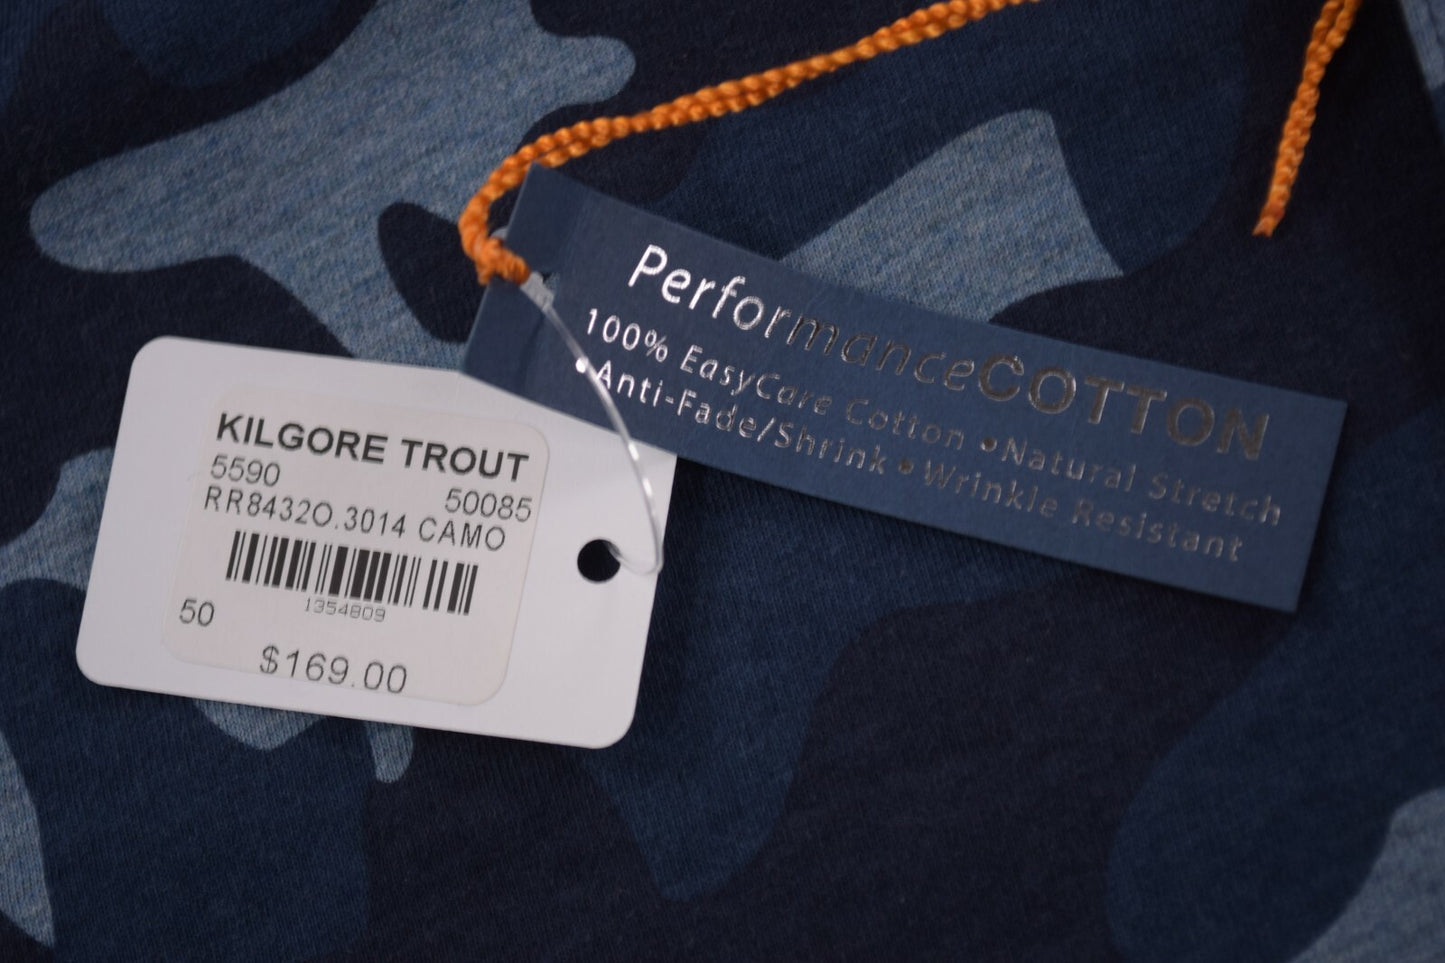 KILGORE TROUT
5590 50085
RR8432O.3014 CAMO
1354809
50
$169.00
PerformanceCOTTON
100% EasyCare Cotton •Natural Stretch
•Anti-Fade/Shrink •Wrinkle Resistant